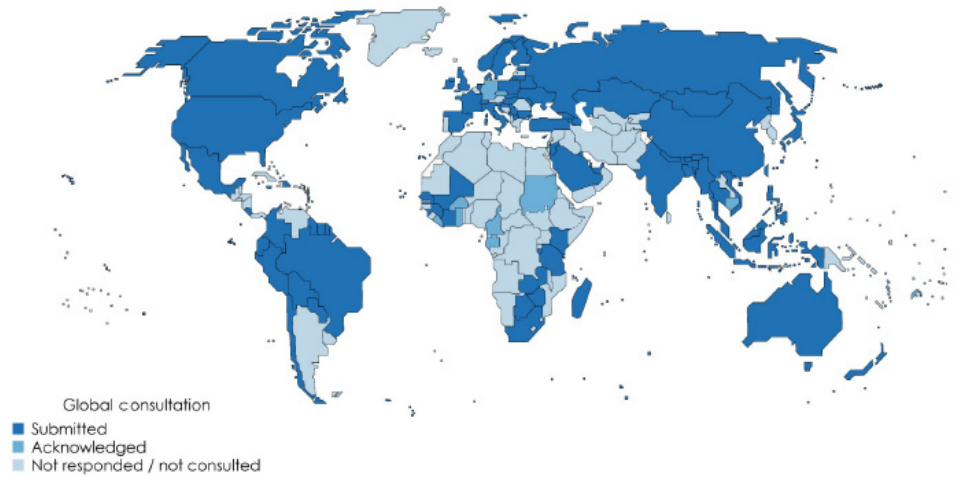 Global consultation
Submitted
Acknowledged
Not responded / not consulted